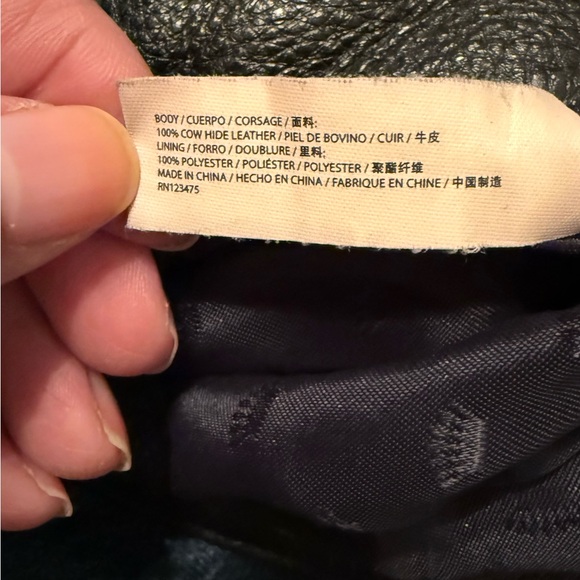 BODY / CUERPO / CORSAGE / 面料:
100% COW HIDE LEATHER / PIEL DE BOVINO / CUIR / 牛皮
LINING / FORRO / DOUBLURE / 里料:
100% POLYESTER / POLIÉSTER / POLYESTER / 聚酯纤维
MADE IN CHINA / HECHO EN CHINA / FABRIQUE EN CHINE / 中国制造
RN123475